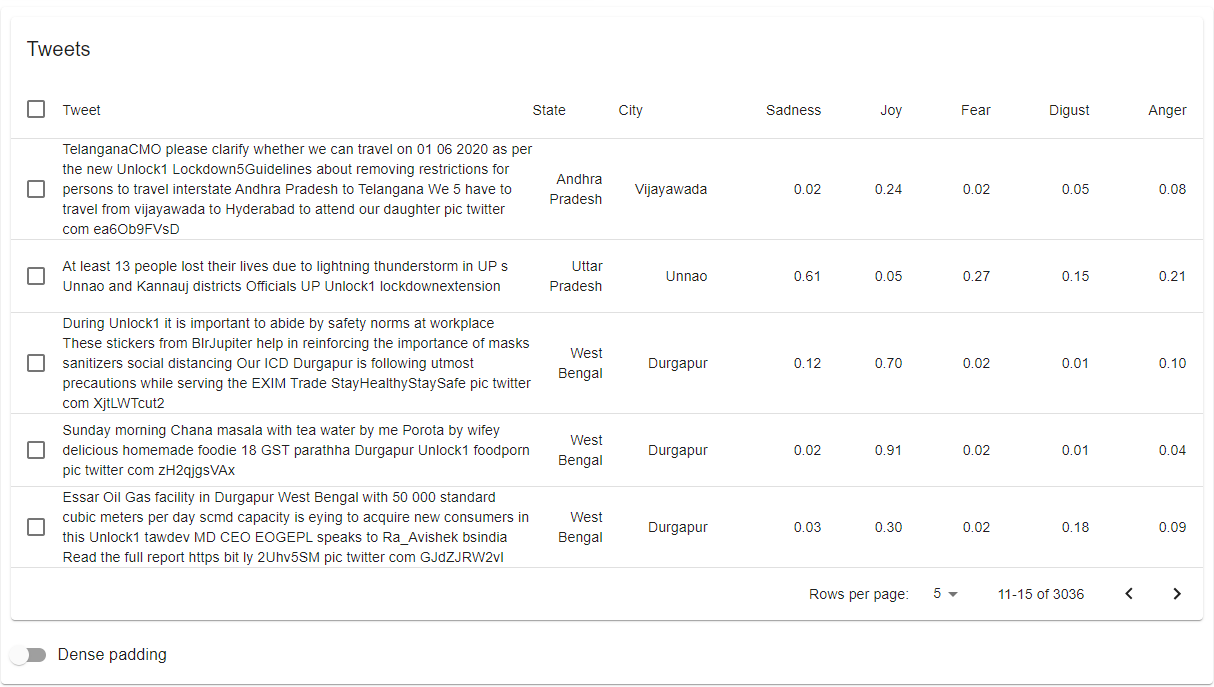 Tweets
Tweet State City Sadness Joy Fear Digust Anger
TelanganaCMO please clarify whether we can travel on 01 06 2020 as per
the new Unlock1 Lockdown5Guidelines about removing restrictions for
persons to travel interstate Andhra Pradesh to Telangana We 5 have to
travel from vijayawada to Hyderabad to attend our daughter pic twitter
com ea6Ob9FVsD
Andhra
Pradesh
Vijayawada 0.02 0.24 0.02 0.05 0.08
At least 13 people lost their lives due to lightning thunderstorm in UP s
Unnao and Kannauj districts Officials UP Unlock1 lockdownextension
Uttar
Pradesh
Unnao 0.61 0.05 0.27 0.15 0.21
During Unlock1 it is important to abide by safety norms at workplace
These stickers from BlrJupiter help in reinforcing the importance of masks
sanitizers social distancing Our ICD Durgapur is following utmost
precautions while serving the EXIM Trade StayHealthyStaySafe pic twitter
com XjtLWTcut2
West
Bengal
Durgapur 0.12 0.70 0.02 0.01 0.10
Sunday morning Chana masala with tea water by me Porota by wifey
delicious homemade foodie 18 GST parathha Durgapur Unlock1 foodporn
pic twitter com zH2qjgsVAx
West
Bengal
Durgapur 0.02 0.91 0.02 0.01 0.04
Essar Oil Gas facility in Durgapur West Bengal with 50 000 standard
cubic meters per day scmd capacity is eying to acquire new consumers in
this Unlock1 tawdev MD CEO EOGEPL speaks to Ra_Avishek bsindia
Read the full report https bit ly 2Uhv5SM pic twitter com GJdZJRW2vI
West
Bengal
Durgapur 0.03 0.30 0.02 0.18 0.09
Rows per page: 5 11-15 of 3036
Dense padding